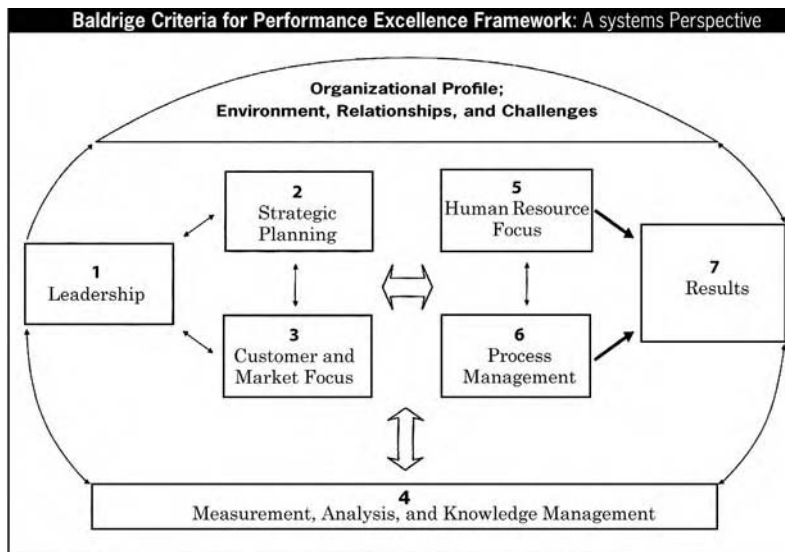 Baldrige Criteria for Performance Excellence Framework: A systems Perspective
Organizational Profile;
Environment, Relationships, and Challenges
2
Strategic
Planning
5
Human Resource
Focus
1
Leadership
7
Results
3
Customer and
Market Focus
6
Process
Management
4
Measurement, Analysis, and Knowledge Management